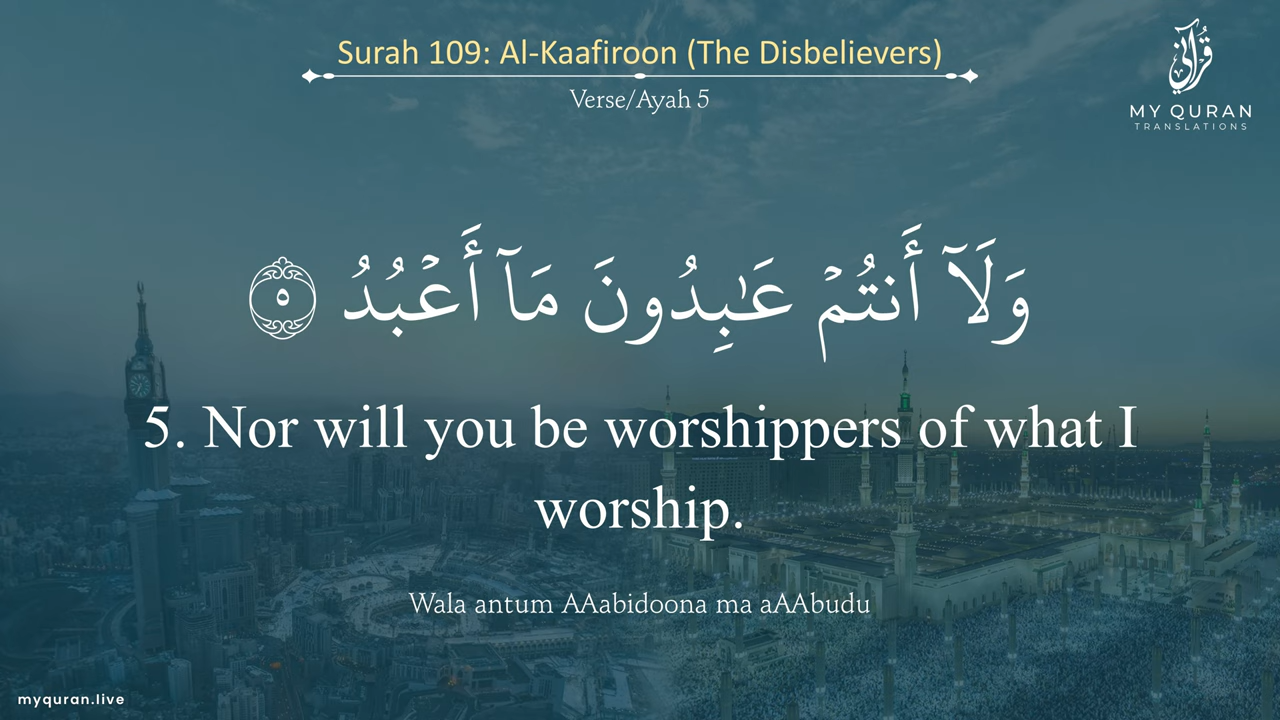 Surah 109: Al-Kaafiroon (The Disbelievers)
Verse/Ayah 5
قرآني
MY QURAN
TRANSLATIONS
وَلَآ أَنتُمۡ عَٰبِدُونَ مَآ أَعۡبُدُ ٥
5. Nor will you be worshippers of what I
worship.
Wala antum AAabidoona ma aAAbudu
myquran.live